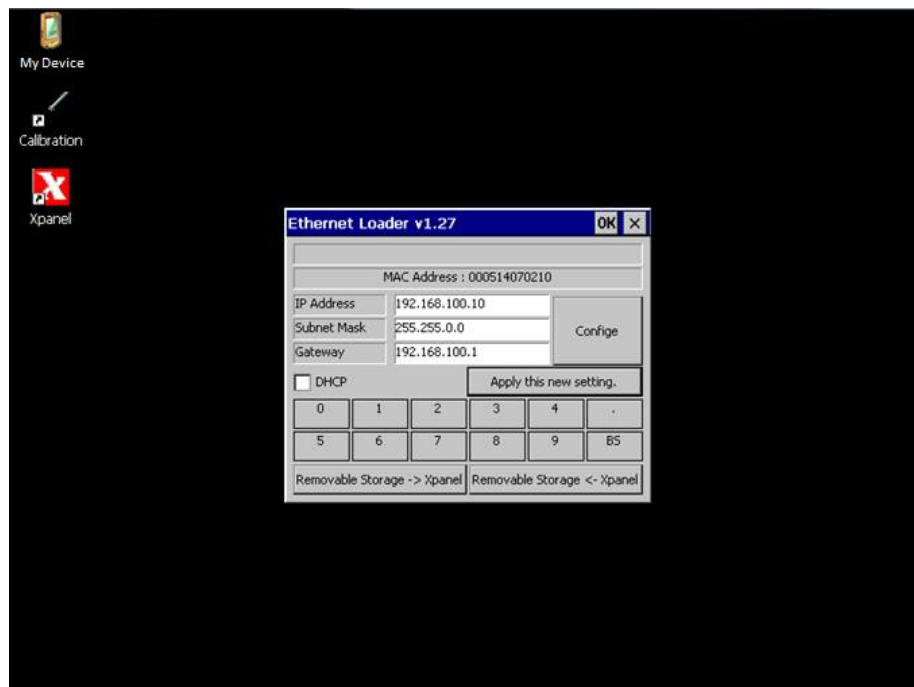 My Device
Calibration
Xpanel
Ethernet Loader v1.27 OK ×
MAC Address : 000514070210
IP Address 192.168.100.10
Subnet Mask 255.255.0.0
Confige
Gateway 192.168.100.1
DHCP Apply this new setting.
0 1 2 3 4 .
5 6 7 8 9 BS
Removable Storage -> Xpanel Removable Storage <- Xpanel